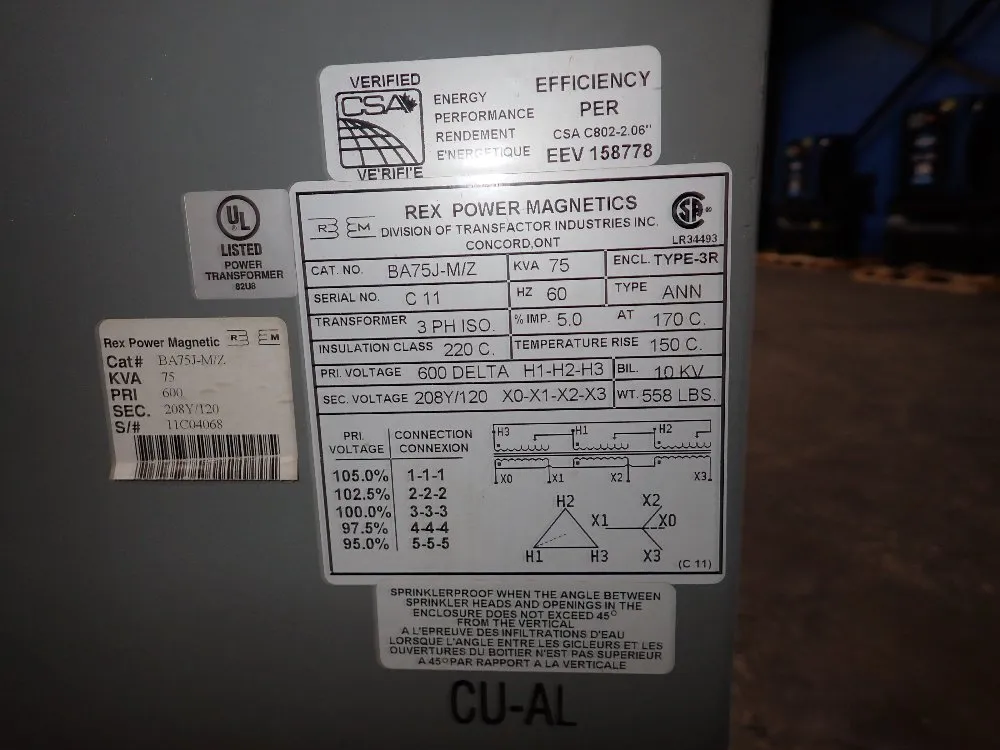 VERIFIED
CSA
VE'RIFI'E
ENERGY
PERFORMANCE
RENDEMENT
E'NERGETIQUE
EFFICIENCY
PER
CSA C802-2.06"
EEV 158778
UL
LISTED
POWER
TRANSFORMER
82U8
REX POWER MAGNETICS
DIVISION OF TRANSFACTOR INDUSTRIES INC.
CONCORD,ONT
LR34493
CAT. NO. BA75J-M/Z KVA 75 ENCL. TYPE-3R
SERIAL NO. C 11 HZ 60 TYPE ANN
TRANSFORMER 3 PH ISO. % IMP. 5.0 AT 170 C.
INSULATION CLASS 220 C. TEMPERATURE RISE 150 C.
PRI. VOLTAGE 600 DELTA H1-H2-H3 BIL. 10 KV
SEC. VOLTAGE 208Y/120 X0-X1-X2-X3 WT. 558 LBS.
PRI. VOLTAGE CONNECTION CONNEXION
105.0% 1-1-1
102.5% 2-2-2
100.0% 3-3-3
97.5% 4-4-4
95.0% 5-5-5
H3 H1 H2
X0 X1 X2 X3
H2
H1 H3
X2
X1 X0
X3
(C 11)
Rex Power Magnetic
Cat# BA75J-M/Z
KVA 75
PRI 600
SEC. 208Y/120
S/# 11C04068
SPRINKLERPROOF WHEN THE ANGLE BETWEEN
SPRINKLER HEADS AND OPENINGS IN THE
ENCLOSURE DOES NOT EXCEED 45°
FROM THE VERTICAL
A L'EPREUVE DES INFILTRATIONS D'EAU
LORSQUE L'ANGLE ENTRE LES GICLEURS ET LES
OUVERTURES DU BOITIER N'EST PAS SUPERIEUR
A 45° PAR RAPPORT A LA VERTICALE
CU-AL